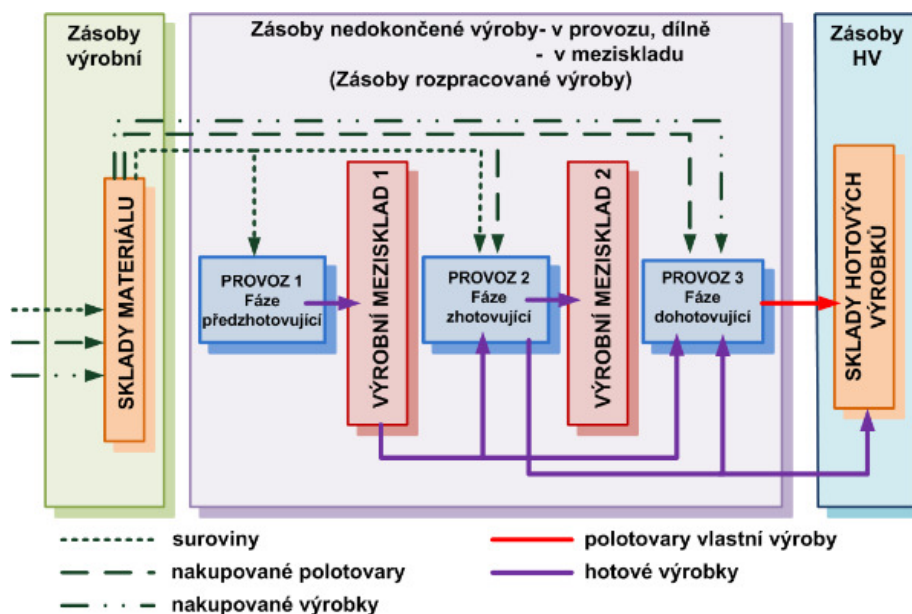 Zásoby
výrobní
Zásoby nedokončené výroby- v provozu, dílně
- v meziskladu
(Zásoby rozpracované výroby)
Zásoby
HV
SKLADY MATERIÁLU
PROVOZ 1
Fáze
předzhotovující
VÝROBNÍ MEZISKLAD 1
PROVOZ 2
Fáze
zhotovující
VÝROBNÍ MEZISKLAD 2
PROVOZ 3
Fáze
dohotovující
SKLADY HOTOVÝCH
VÝROBKŮ
suroviny
nakupované polotovary
nakupované výrobky
polotovary vlastní výroby
hotové výrobky